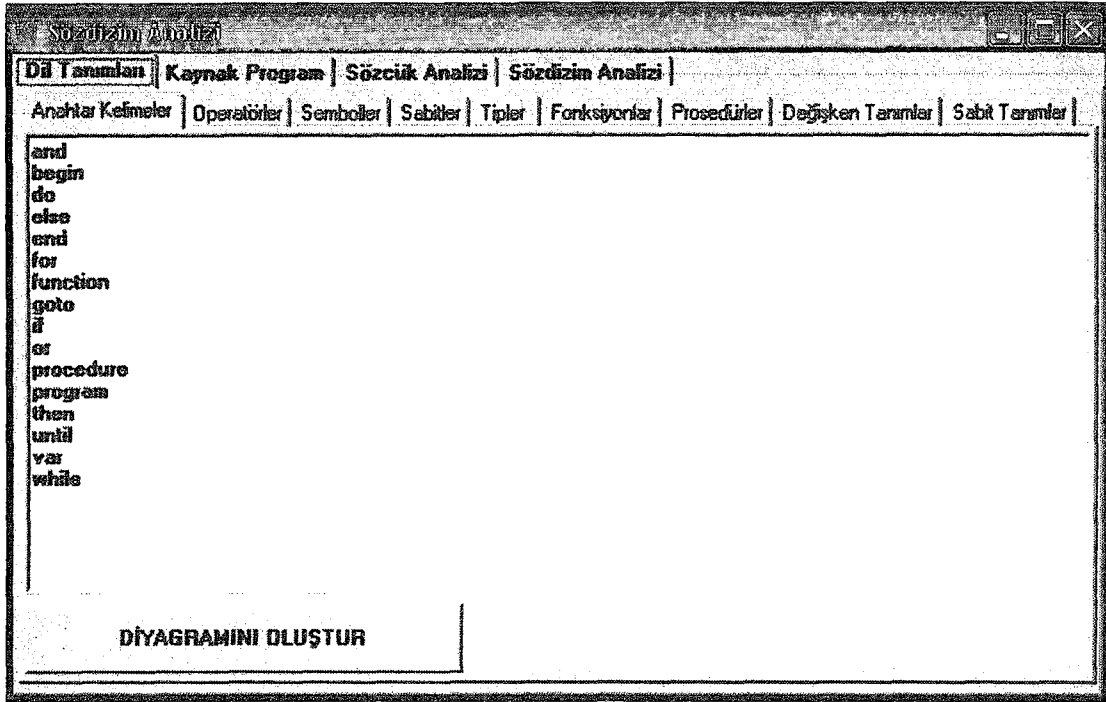 Sözdizim Analizi
Dil Tanımları Kaynak Program Sözcük Analizi Sözdizim Analizi
Anahtar Kelimeler Operatörler Semboller Sabitler Tipler Fonksiyonlar Prosedürler Değişken Tanımlar Sabit Tanımlar
and
begin
do
else
end
for
function
goto
if
or
procedure
program
then
until
var
while
DİYAGRAMINI OLUŞTUR